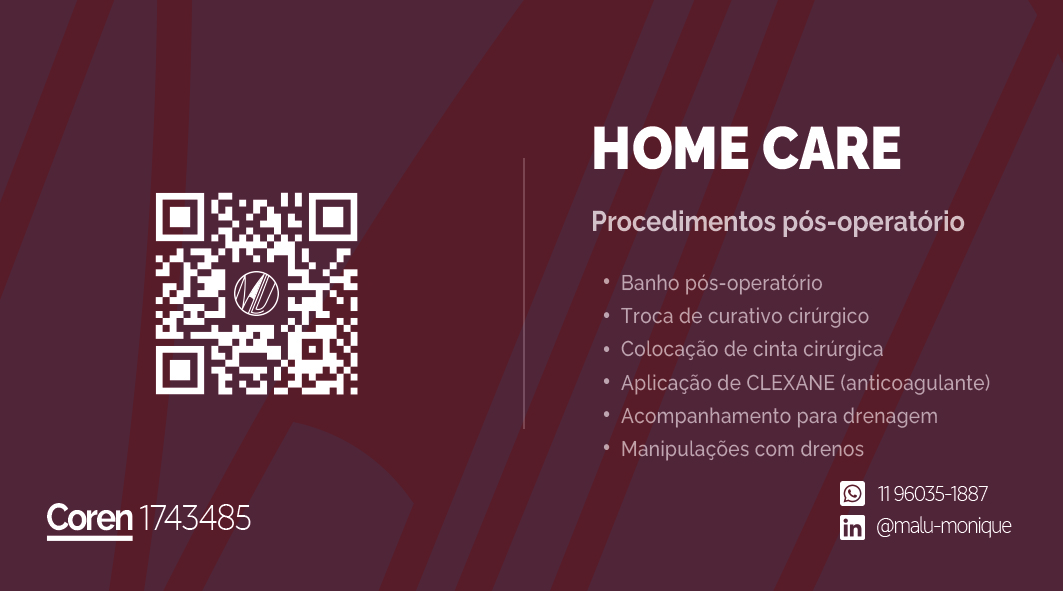 HOME CARE
Procedimentos pós-operatório
• Banho pós-operatório
• Troca de curativo cirúrgico
• Colocação de cinta cirúrgica
• Aplicação de CLEXANE (anticoagulante)
• Acompanhamento para drenagem
• Manipulações com drenos
Coren 1743485
11 96035-1887
in @malu-monique